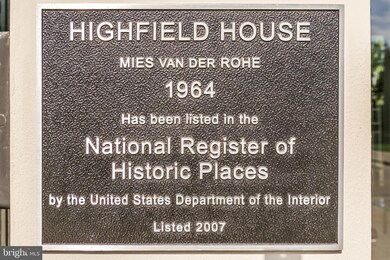 HIGHFIELD HOUSE
MIES VAN DER ROHE
1964
Has been listed in the
National Register of
Historic Places
by the United States Department of the Interior
Listed 2007
bright MLS